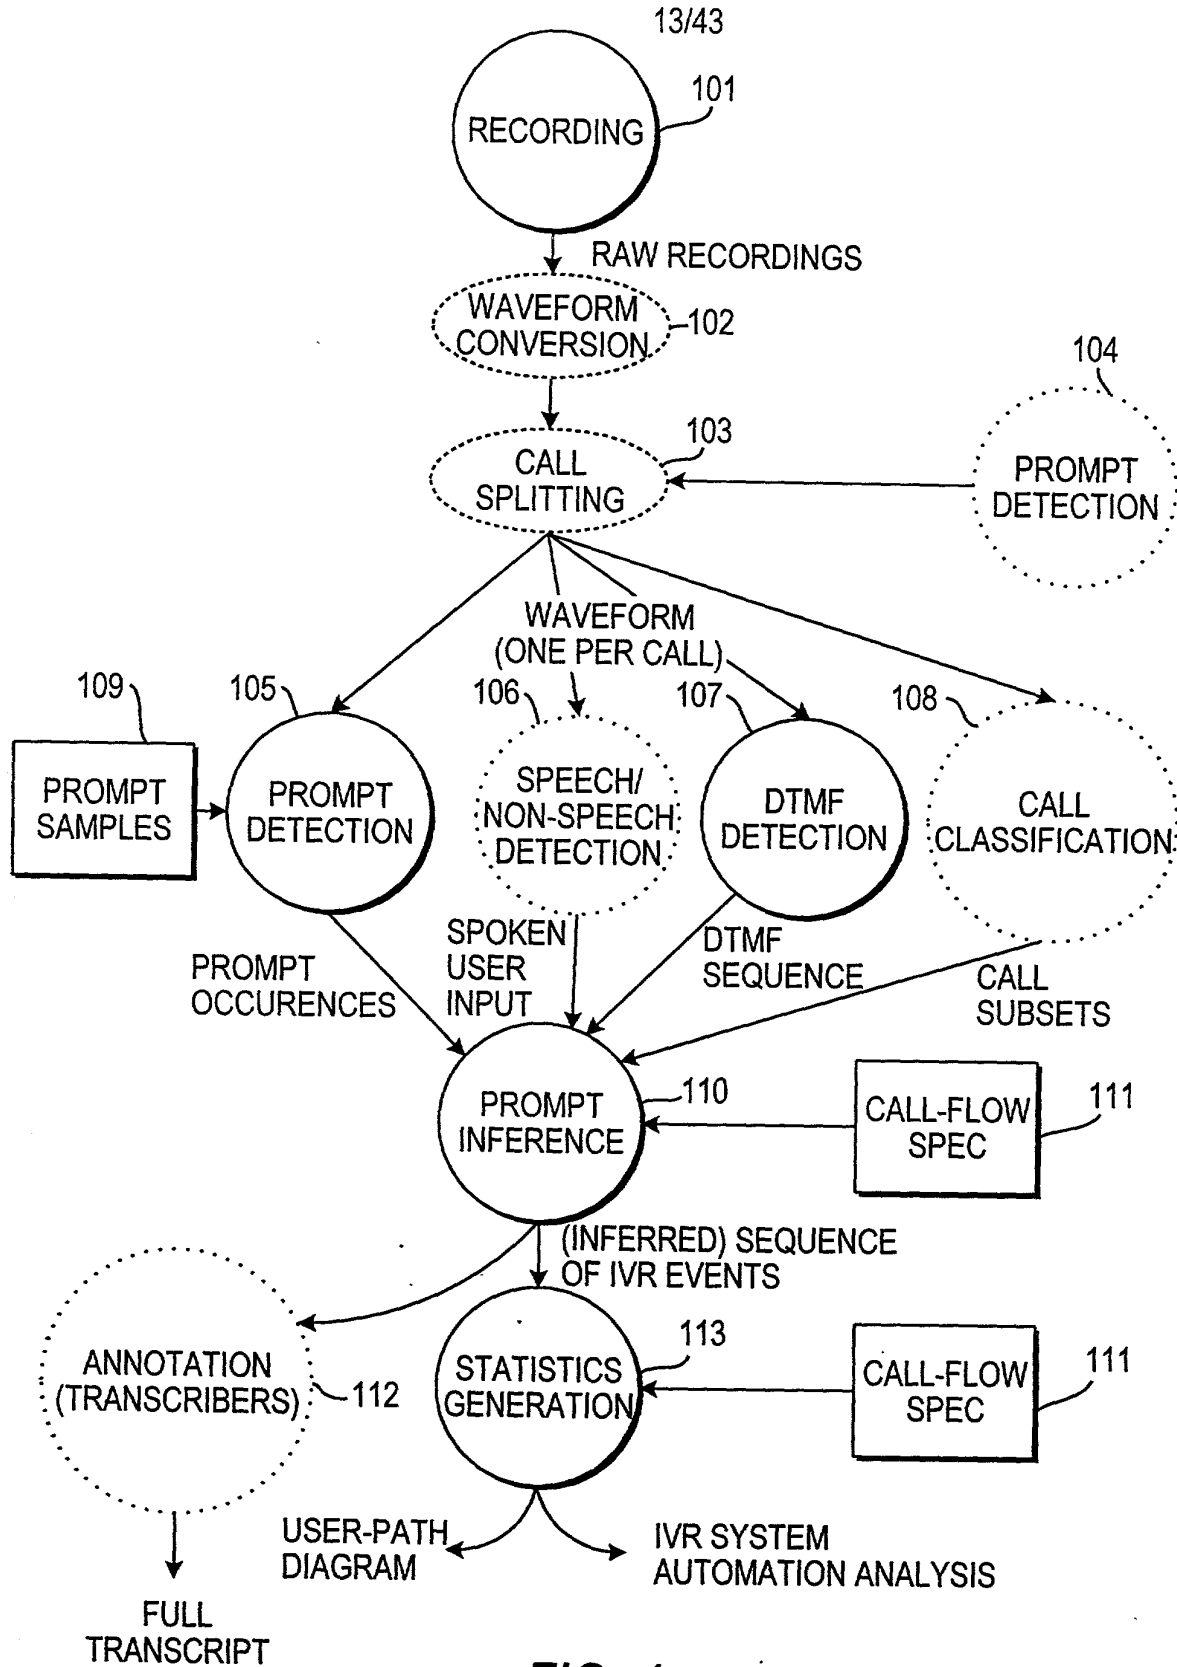 13/43
101
RECORDING
RAW RECORDINGS
WAVEFORM
CONVERSION
102
104
103
CALL
SPLITTING
PROMPT
DETECTION
WAVEFORM
(ONE PER CALL)
109
105
106
107
108
PROMPT
SAMPLES
PROMPT
DETECTION
SPEECH/
NON-SPEECH
DETECTION
DTMF
DETECTION
CALL
CLASSIFICATION
PROMPT
OCCURENCES
SPOKEN
USER
INPUT
DTMF
SEQUENCE
CALL
SUBSETS
PROMPT
INFERENCE
110
CALL-FLOW
SPEC
111
(INFERRED) SEQUENCE
OF IVR EVENTS
ANNOTATION
(TRANSCRIBERS)
112
STATISTICS
GENERATION
113
CALL-FLOW
SPEC
111
USER-PATH
DIAGRAM
IVR SYSTEM
AUTOMATION ANALYSIS
FULL
TRANSCRIPT